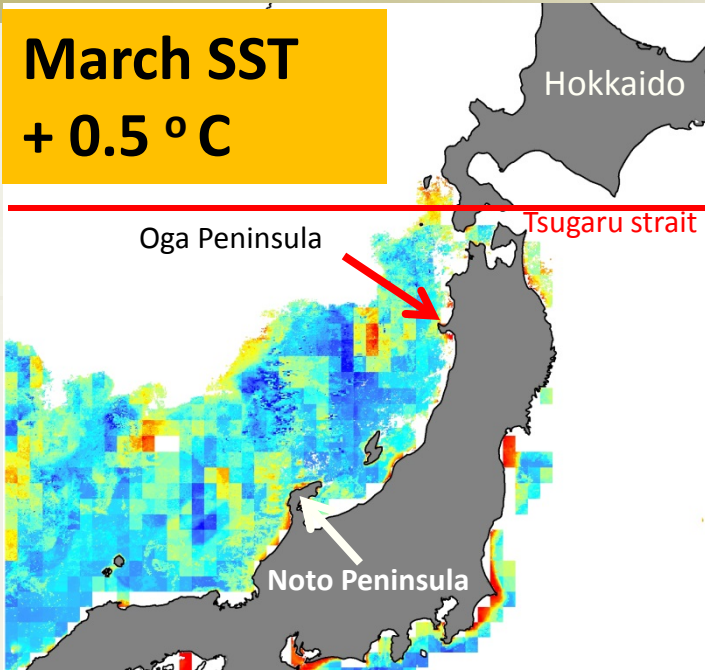 March SST
+ 0.5 ᵒ C
Hokkaido
Tsugaru strait
Oga Peninsula
Noto Peninsula